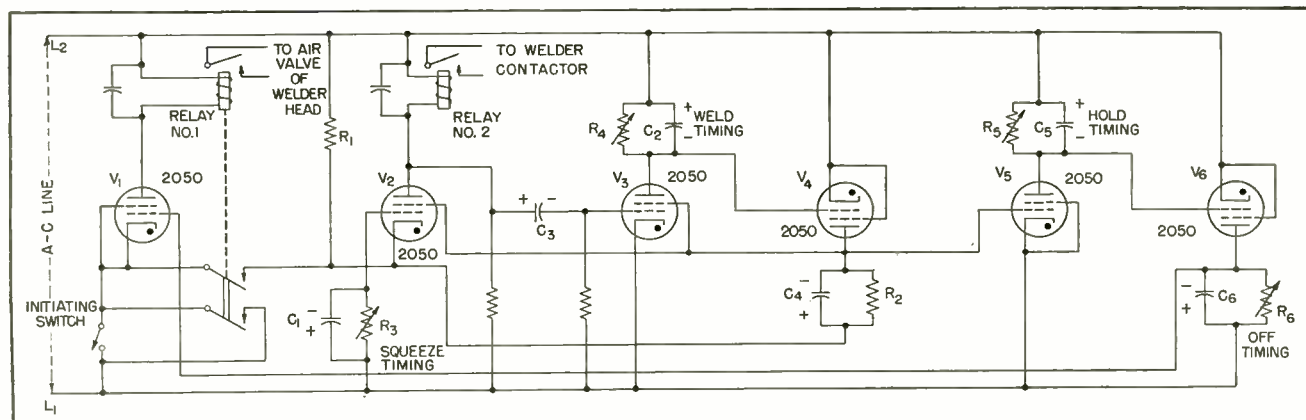 L₂
TO AIR
VALVE
OF
WELDER
HEAD
RELAY
NO.1
V₁
2050
A-C LINE
INITIATING
SWITCH
L₁
R₁
TO WELDER
CONTACTOR
RELAY
NO. 2
V₂
2050
C₁
R₃
SQUEEZE
TIMING
+ -
C₃
R₄
C₂
+ WELD
- TIMING
V₃
2050
V₄
2050
C₄
-
+
R₂
R₅
C₅
+ HOLD
- TIMING
V₅
2050
V₆
2050
-
+
C₆
R₆
OFF
TIMING
-
+